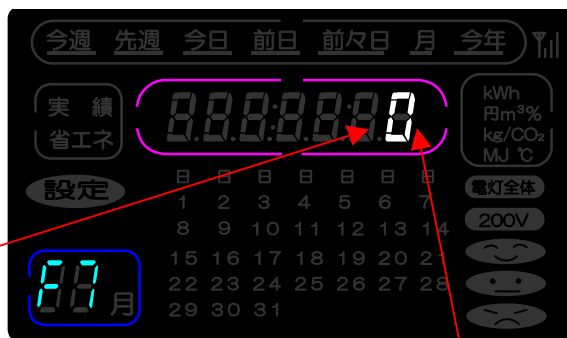 今週 先週 今日 前日 前々日 月 今年
実績
省エネ
0
kWh
円m³%
kg/CO₂
MJ ℃
設定
日 日 日 日 日 日 日
1 2 3 4 5 6 7
8 9 10 11 12 13 14
15 16 17 18 19 20 21
22 23 24 25 26 27 28
29 30 31
電灯全体
200V
F7月